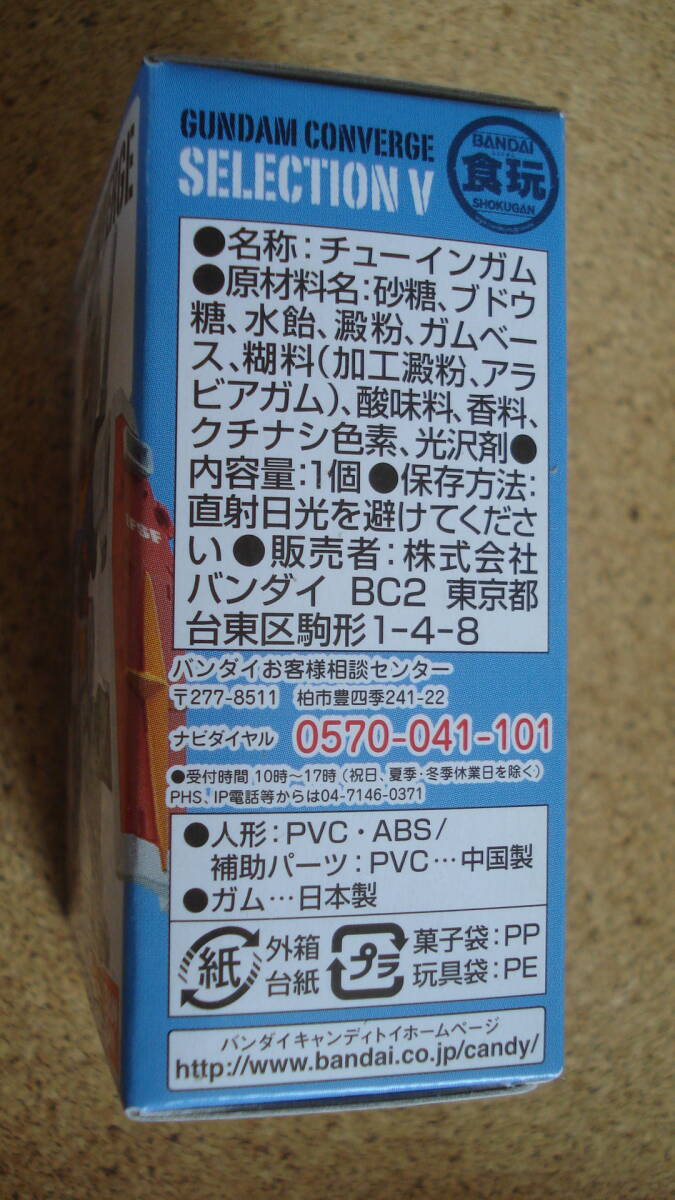 GUNDAM CONVERGE
SELECTION V
BANDAI
食玩
SHOKUGAN
●名称:チューインガム
●原材料名:砂糖、ブドウ
糖、水飴、澱粉、ガムベー
ス、糊料(加工澱粉、アラ
ビアガム)、酸味料、香料、
クチナシ色素、光沢剤●
内容量:1個●保存方法:
直射日光を避けてくださ
い●販売者:株式会社
バンダイ BC2 東京都
台東区駒形1-4-8
バンダイお客様相談センター
〒277-8511 柏市豊四季241-22
ナビダイヤル 0570-041-101
●受付時間 10時〜17時(祝日、夏季・冬季休業日を除く)
PHS、IP電話等からは04-7146-0371
●人形:PVC・ABS/
補助パーツ:PVC…中国製
●ガム…日本製
紙 外箱
台紙
プラ 菓子袋:PP
玩具袋:PE
バンダイキャンディトイホームページ
http://www.bandai.co.jp/candy/